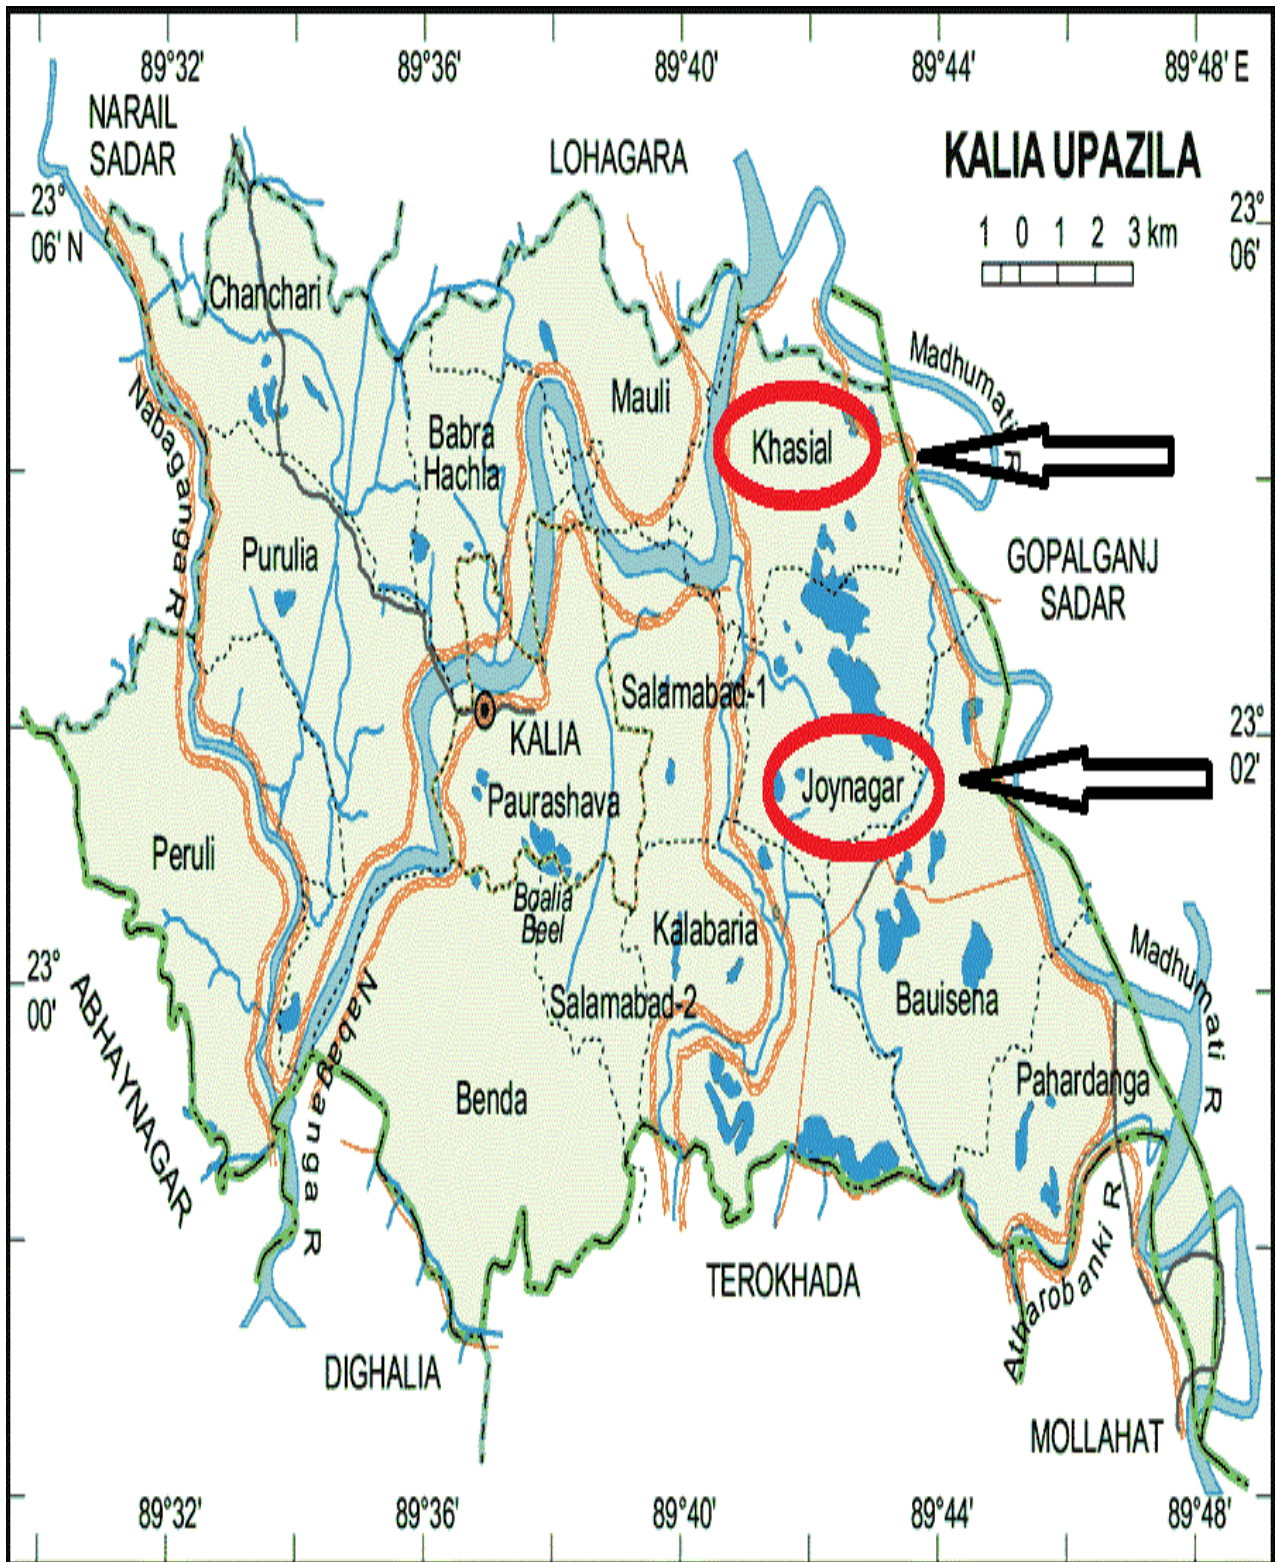 89°32'
89°36'
89°40'
89°44'
89°48' E
NARAIL
SADAR
LOHAGARA
KALIA UPAZILA
23°
06' N
23°
06'
1 0 1 2 3 km
Chanchari
Madhumati R
Nabaganga R
Mauli
Babra
Hachla
Khasial
Purulia
GOPALGANJ
SADAR
Salamabad-1
KALIA
23°
02'
Joynagar
Paurashava
Peruli
Boalia
Beel
Kalabaria
Madhumati R
23°
00'
ABHAYNAGAR
Nabaganga R
Salamabad-2
Bauisena
Benda
Pahardanga
Atharobanki R
TEROKHADA
DIGHALIA
MOLLAHAT
89°32'
89°36'
89°40'
89°44'
89°48'